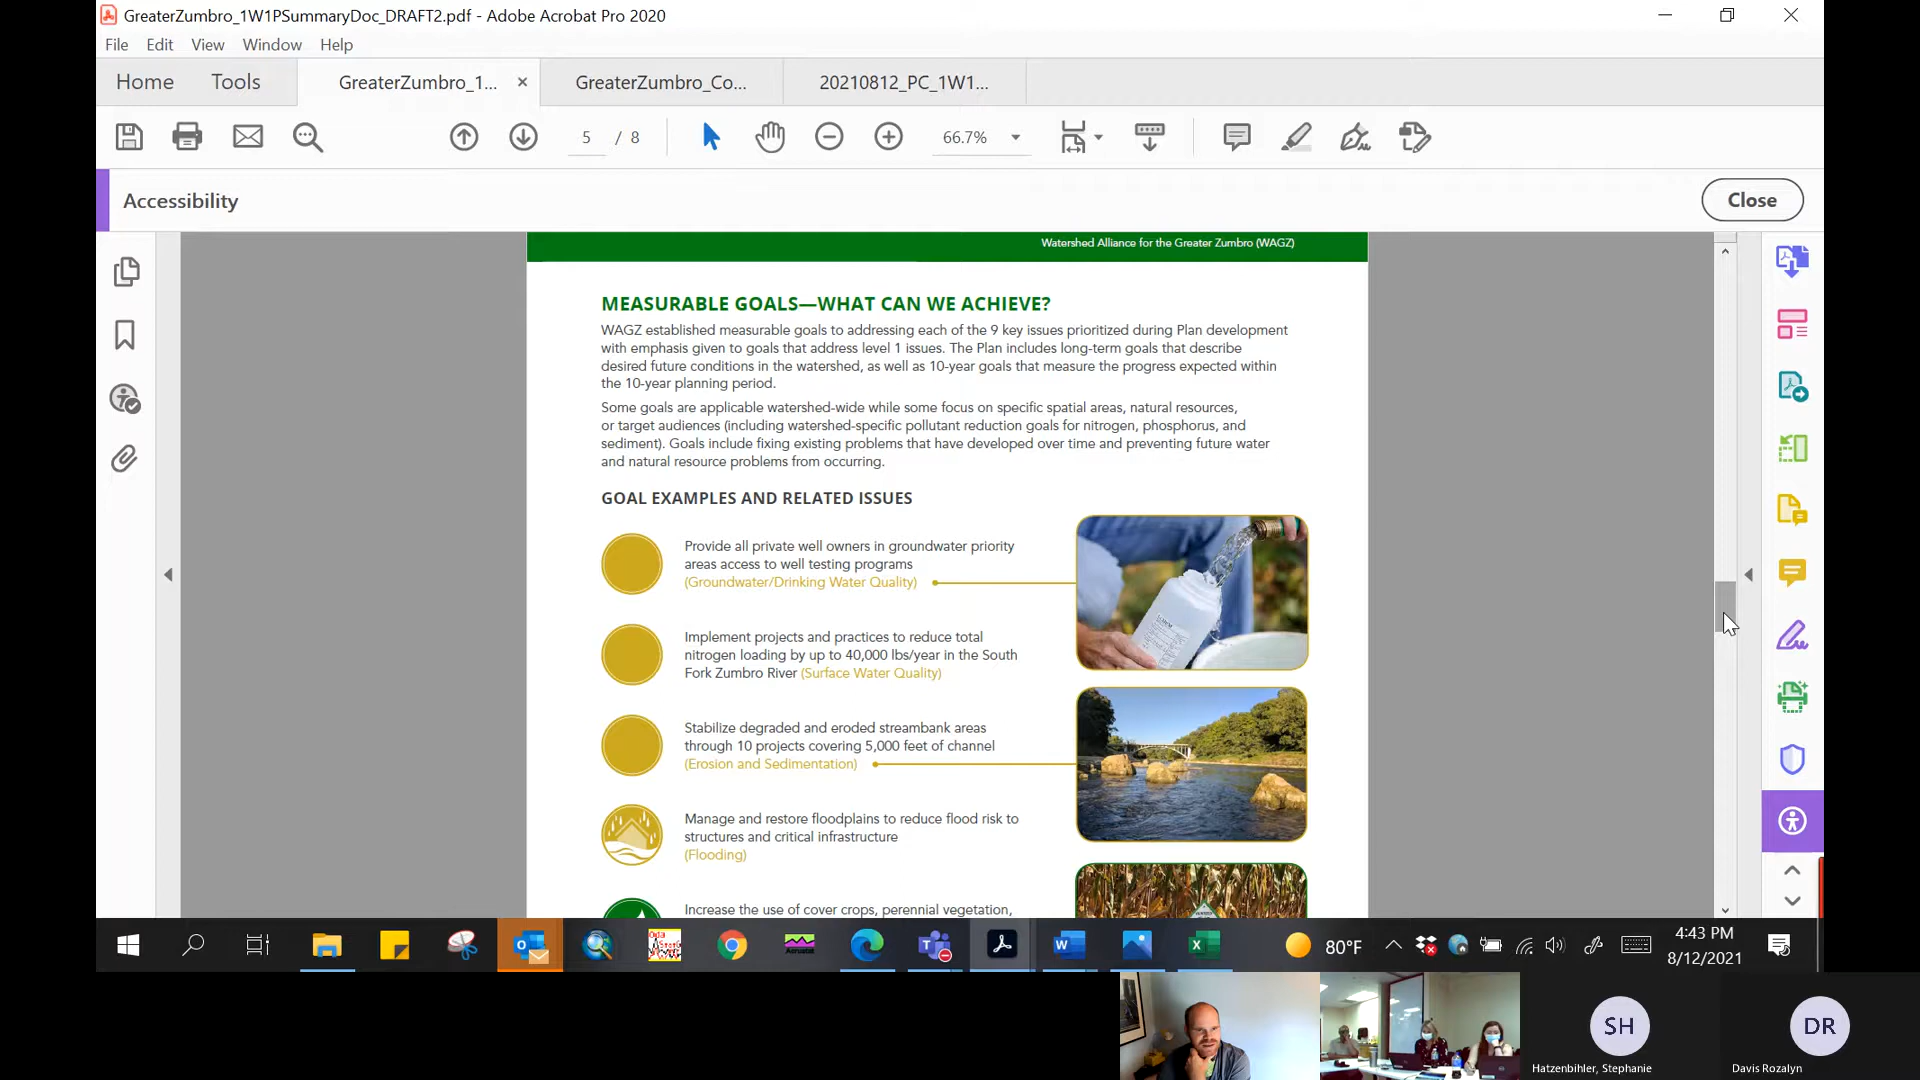 GreaterZumbro_1W1PSummaryDoc_DRAFT2.pdf - Adobe Acrobat Pro 2020
File Edit View Window Help
Home Tools GreaterZumbro_1... × GreaterZumbro_Co... 20210812_PC_1W1...
5 / 8 66.7%
Accessibility Close
Watershed Alliance for the Greater Zumbro (WAGZ)
MEASURABLE GOALS—WHAT CAN WE ACHIEVE?
WAGZ established measurable goals to addressing each of the 9 key issues prioritized during Plan development
with emphasis given to goals that address level 1 issues. The Plan includes long-term goals that describe
desired future conditions in the watershed, as well as 10-year goals that measure the progress expected within
the 10-year planning period.
Some goals are applicable watershed-wide while some focus on specific spatial areas, natural resources,
or target audiences (including watershed-specific pollutant reduction goals for nitrogen, phosphorus, and
sediment). Goals include fixing existing problems that have developed over time and preventing future water
and natural resource problems from occurring.
GOAL EXAMPLES AND RELATED ISSUES
Provide all private well owners in groundwater priority
areas access to well testing programs
(Groundwater/Drinking Water Quality)
Implement projects and practices to reduce total
nitrogen loading by up to 40,000 lbs/year in the South
Fork Zumbro River (Surface Water Quality)
Stabilize degraded and eroded streambank areas
through 10 projects covering 5,000 feet of channel
(Erosion and Sedimentation)
Manage and restore floodplains to reduce flood risk to
structures and critical infrastructure
(Flooding)
Increase the use of cover crops, perennial vegetation,
80°F
4:43 PM
8/12/2021
SH
DR
Hatzenbihler, Stephanie
Davis Rozalyn